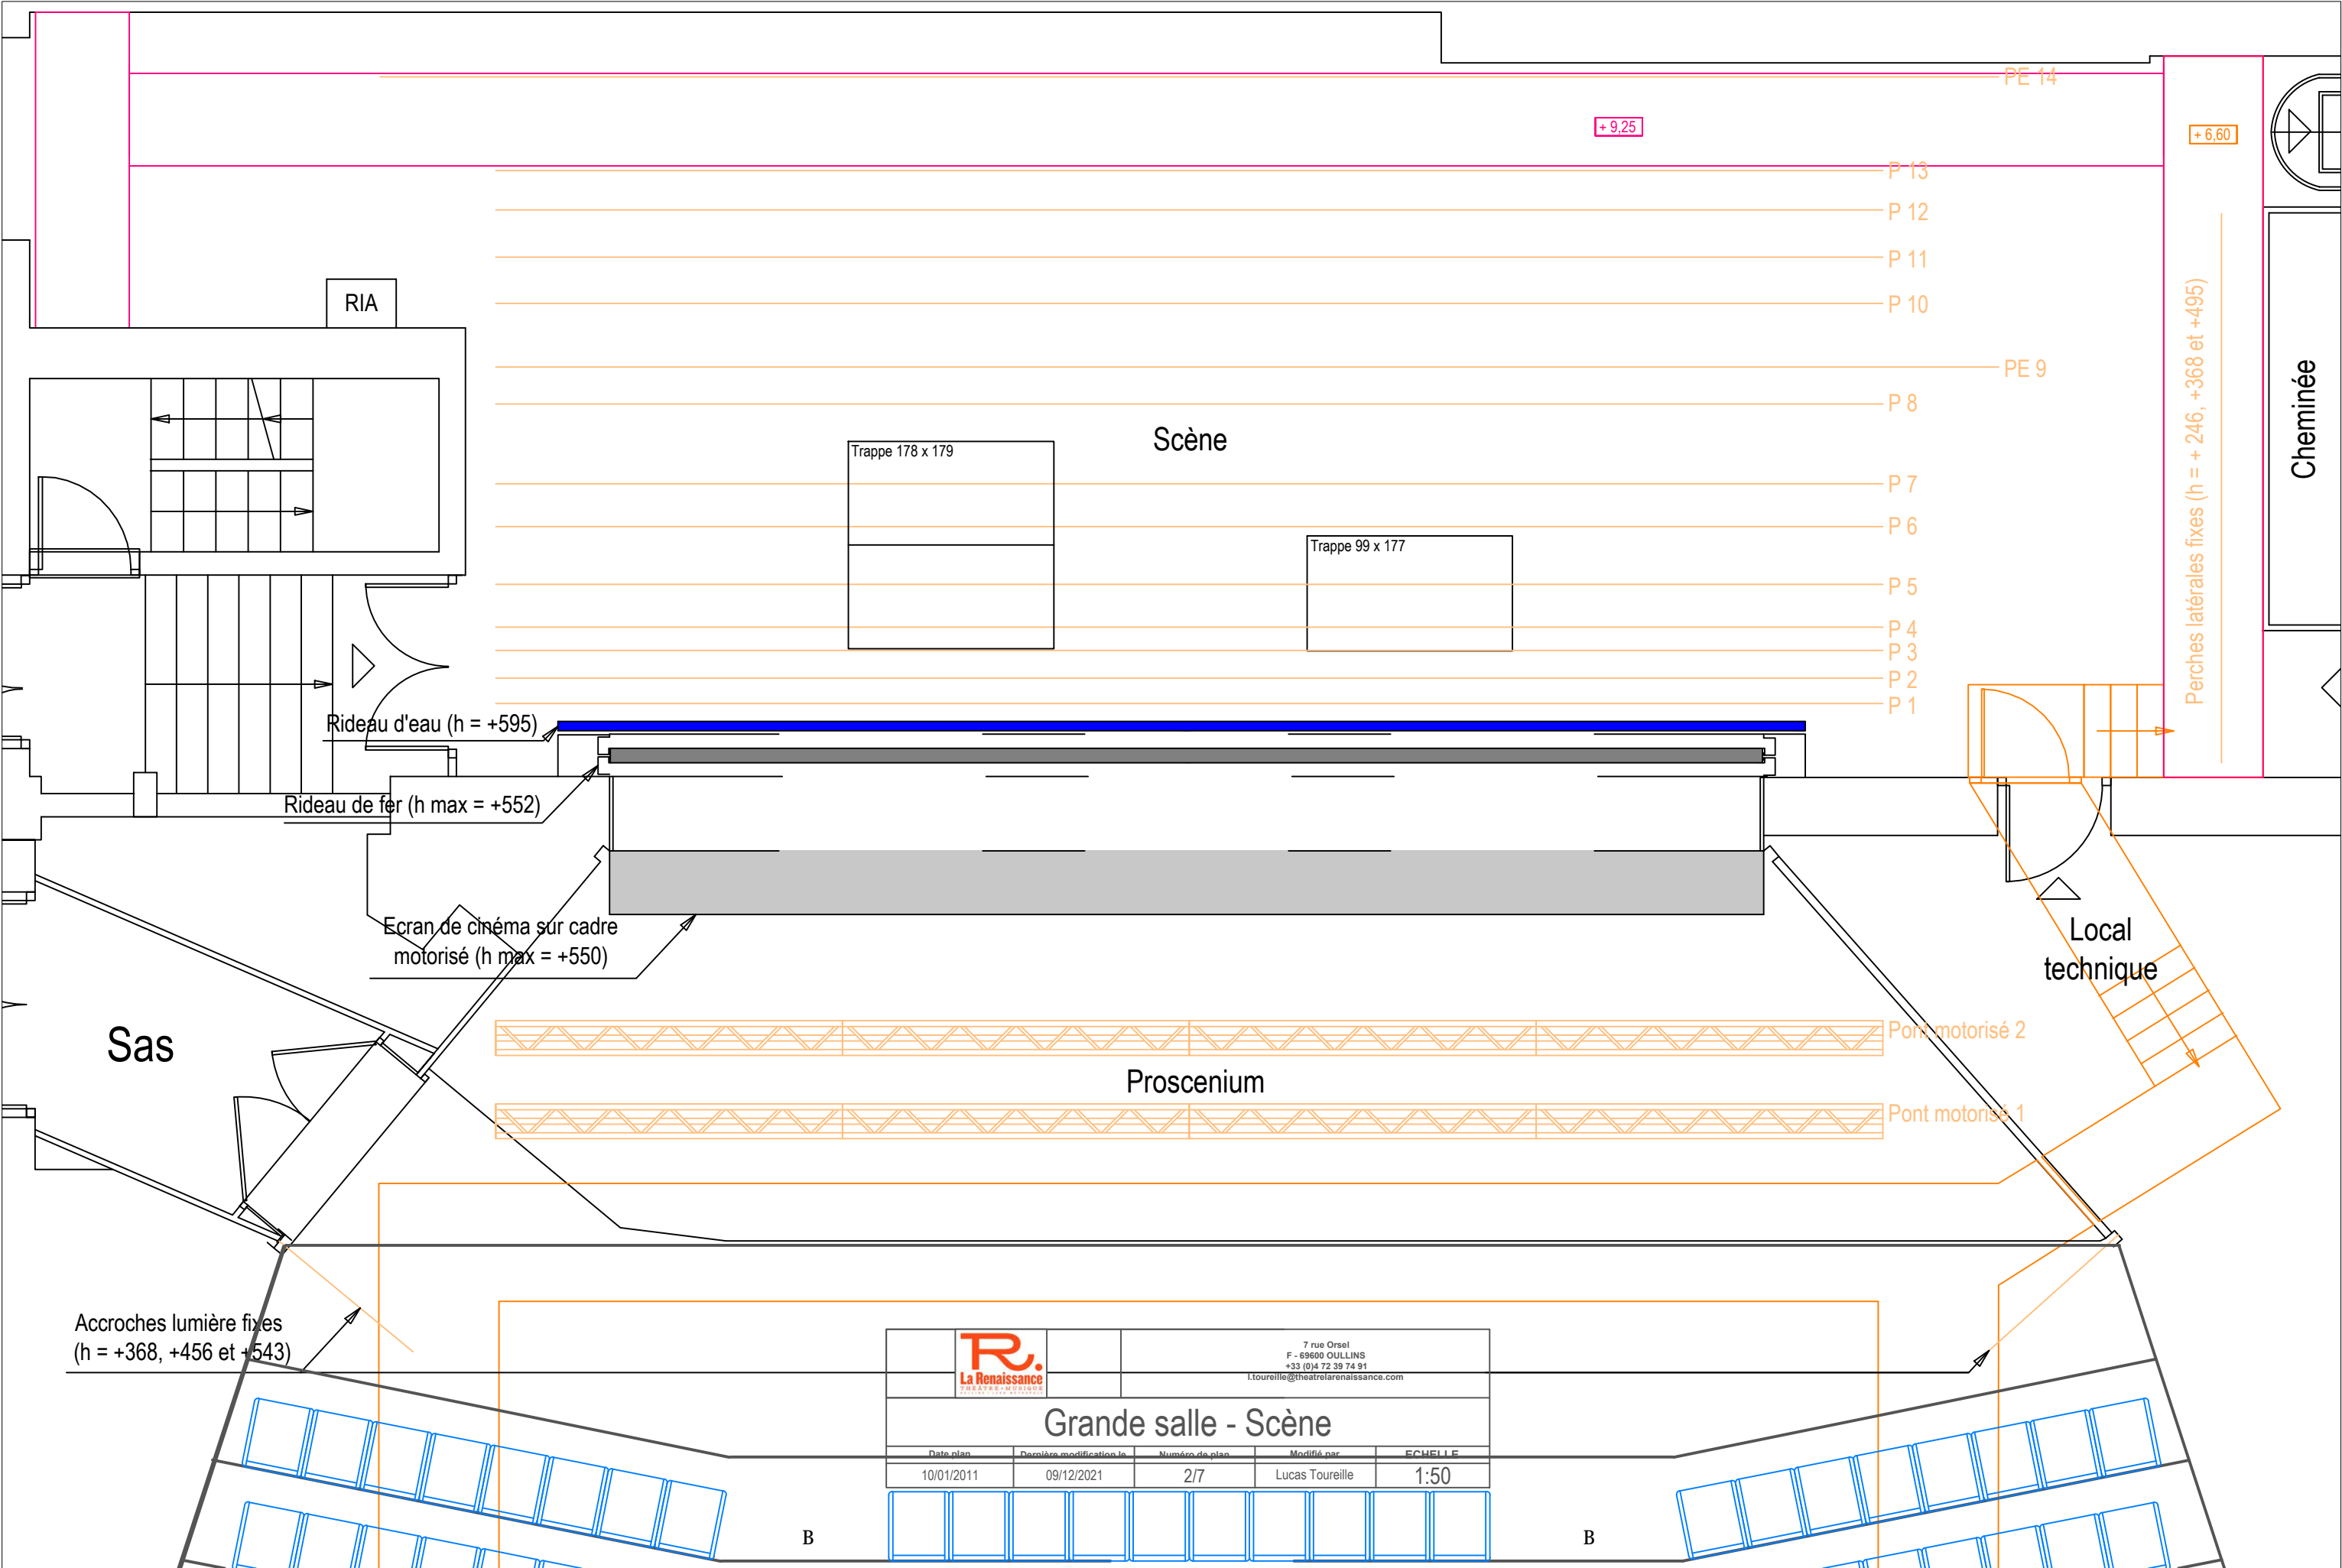 PE 14
+ 9,25
+ 6,60
P 13
P 12
P 11
P 10
RIA
PE 9
P 8
Scène
Trappe 178 x 179
P 7
P 6
Trappe 99 x 177
P 5
P 4
P 3
P 2
P 1
Perches latérales fixes (h = + 246, +368 et +495)
Cheminée
Rideau d'eau (h = +595)
Rideau de fer (h max = +552)
Ecran de cinéma sur cadre
motorisé (h max = +550)
Local
technique
Sas
Pont motorisé 2
Proscenium
Pont motorisé 1
Accroches lumière fixes
(h = +368, +456 et +543)
R.
La Renaissance
THÉÂTRE • MUSIQUE
7 rue Orsel
F - 69600 OULLINS
+33 (0)4 72 39 74 91
l.toureille@theatrelarenaissance.com
Grande salle - Scène
Date plan Dernière modification le Numéro de plan Modifié par ECHELLE
10/01/2011 09/12/2021 2/7 Lucas Toureille 1:50
B B